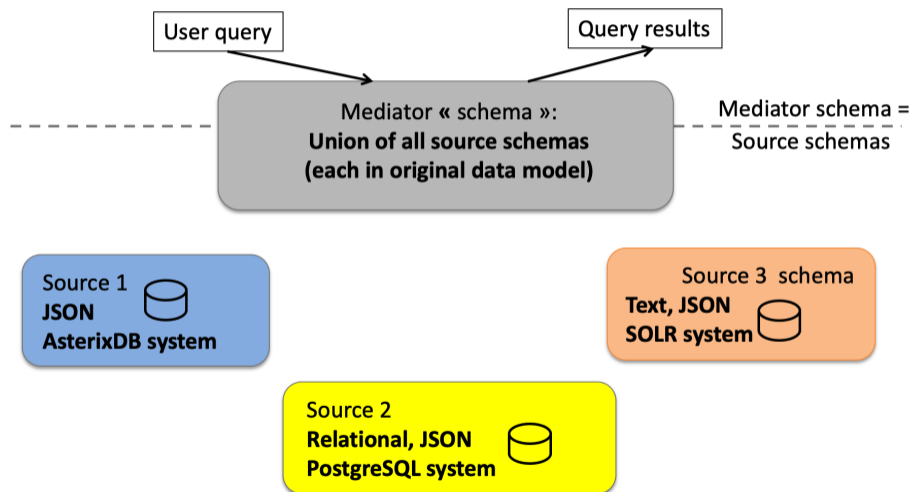 User query
Query results
Mediator « schema »:
Union of all source schemas
(each in original data model)
Mediator schema =
Source schemas
Source 1
JSON
AsterixDB system
Source 3 schema
Text, JSON
SOLR system
Source 2
Relational, JSON
PostgreSQL system